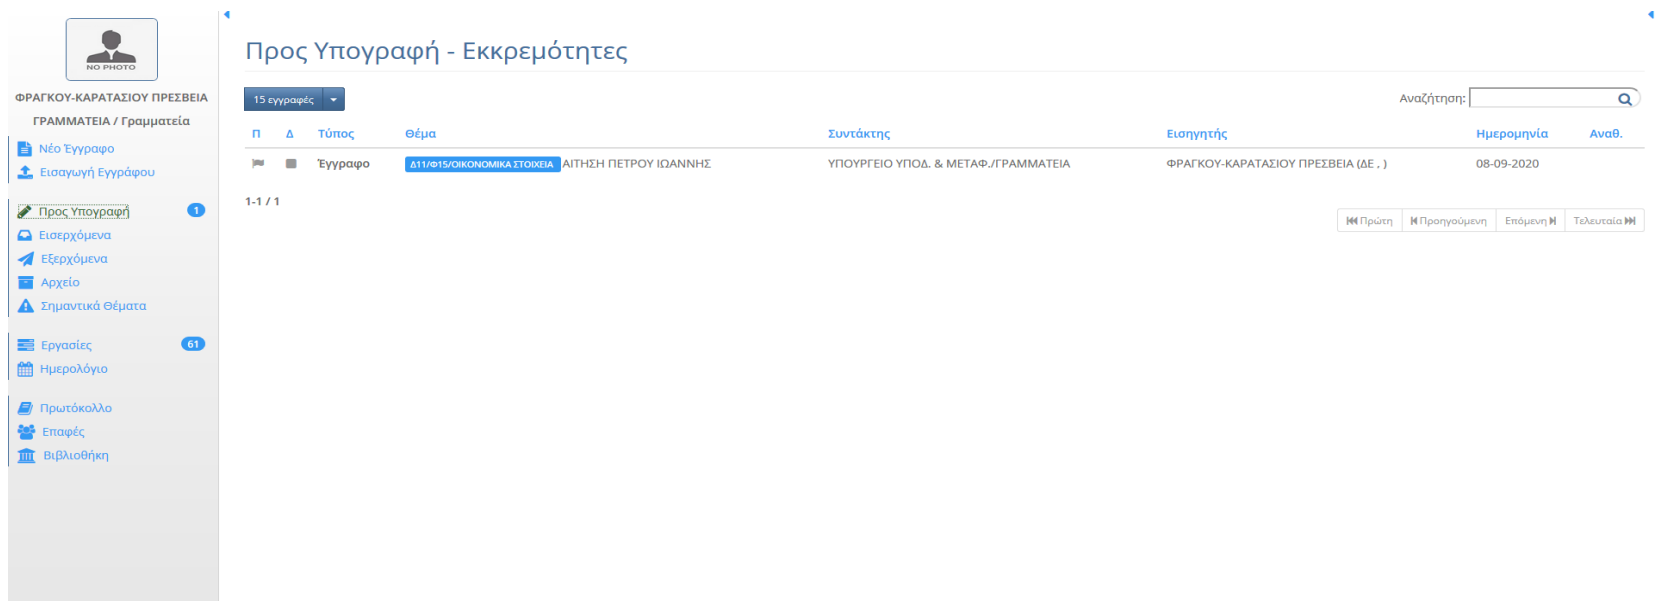 NO PHOTO
ΦΡΑΓΚΟΥ-ΚΑΡΑΤΑΣΙΟΥ ΠΡΕΣΒΕΙΑ
ΓΡΑΜΜΑΤΕΙΑ / Γραμματεία
Νέο Έγγραφο
Εισαγωγή Εγγράφου
Προς Υπογραφή 1
Εισερχόμενα
Εξερχόμενα
Αρχείο
Σημαντικά Θέματα
Εργασίες 61
Ημερολόγιο
Πρωτόκολλο
Επαφές
Βιβλιοθήκη
Προς Υπογραφή - Εκκρεμότητες
15 εγγραφές Αναζήτηση:
Π Δ Τύπος Θέμα Συντάκτης Εισηγητής Ημερομηνία Αναθ.
Έγγραφο Δ11/Φ15/ΟΙΚΟΝΟΜΙΚΑ ΣΤΟΙΧΕΙΑ ΑΙΤΗΣΗ ΠΕΤΡΟΥ ΙΩΑΝΝΗΣ ΥΠΟΥΡΓΕΙΟ ΥΠΟΔ. & ΜΕΤΑΦ./ΓΡΑΜΜΑΤΕΙΑ ΦΡΑΓΚΟΥ-ΚΑΡΑΤΑΣΙΟΥ ΠΡΕΣΒΕΙΑ (ΔΕ , ) 08-09-2020
1-1 / 1
Πρώτη Προηγούμενη Επόμενη Τελευταία